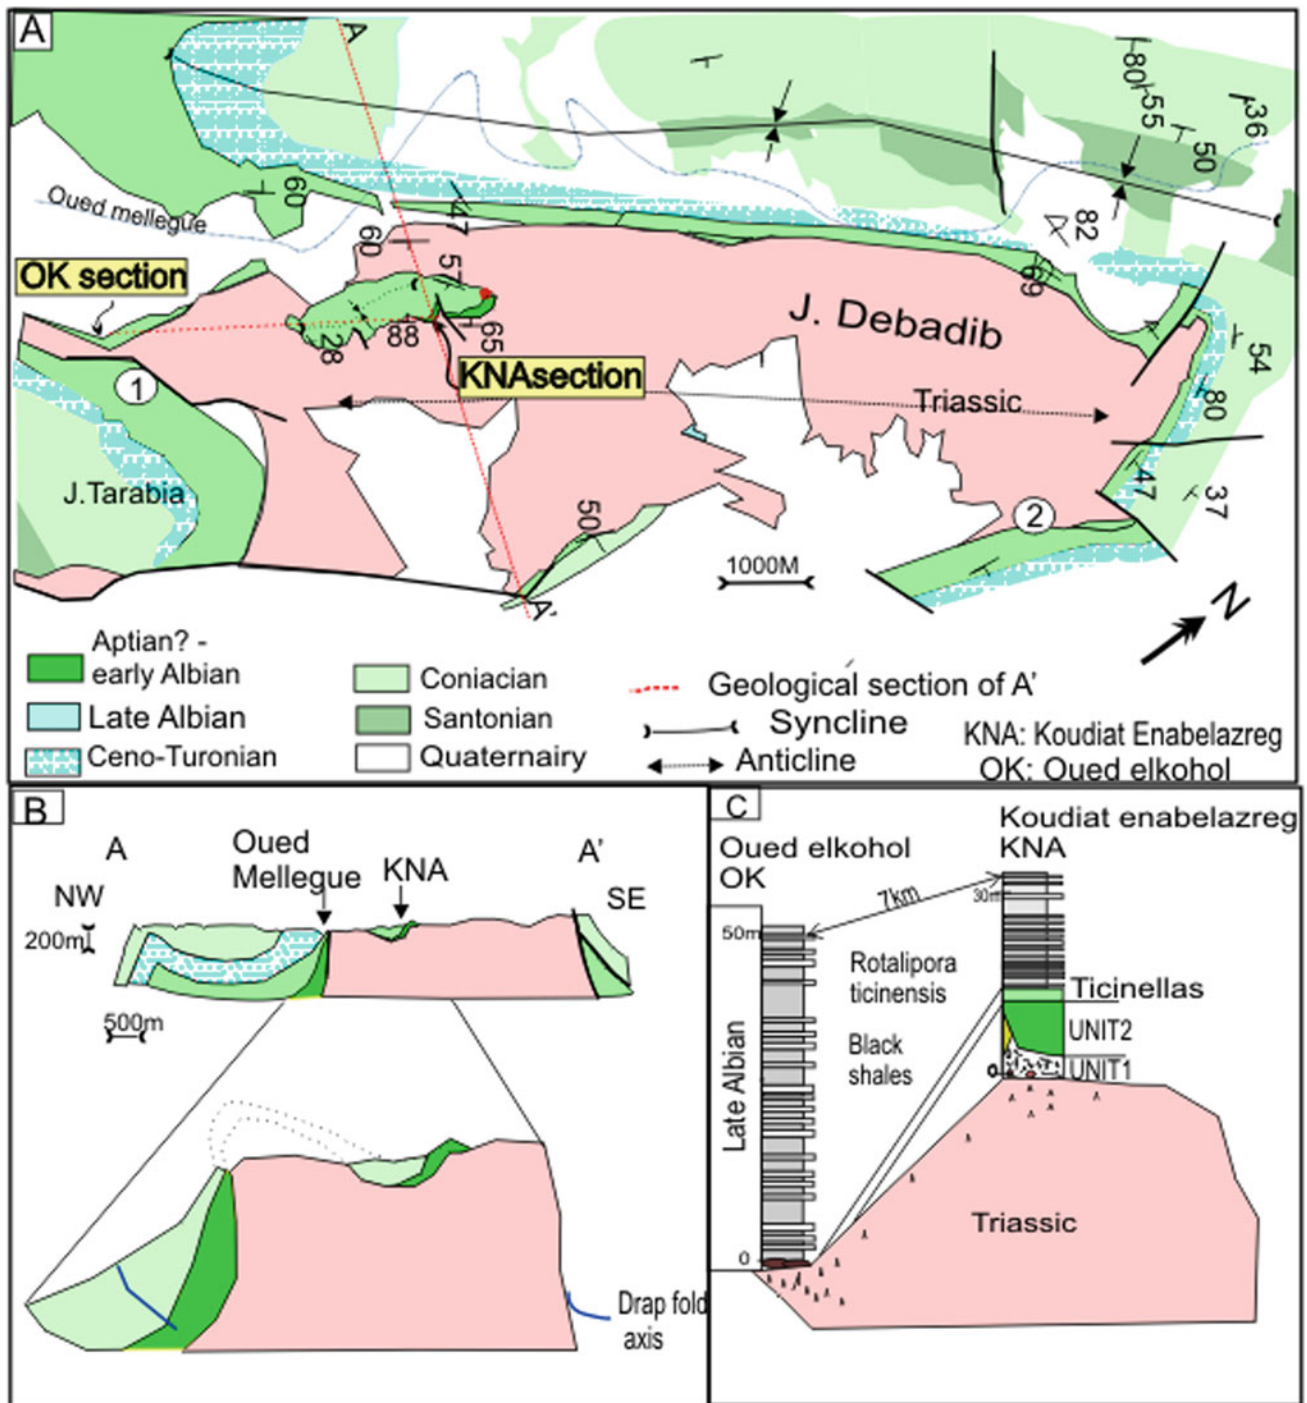 A
A
80
55
36
50
60
Oued mellegue
47
82
60
OK section
57
69
J. Debadib
28
88
65
54
KNAsection
1
Triassic
80
J.Tarabia
47
37
50
2
1000M
A'
N
Aptian? -
early Albian
Late Albian
Ceno-Turonian
Coniacian
Santonian
Quaternairy
Geological section of A'
Syncline
Anticline
KNA: Koudiat Enabelazreg
OK: Oued elkohol
B
A
Oued
Mellegue
KNA
A'
NW
SE
200m
500m
Drap fold
axis
C
Koudiat enabelazreg
KNA
Oued elkohol
OK
7km
30m
50m
Rotalipora
ticinensis
Ticinellas
UNIT2
Black
shales
UNIT1
0
Late Albian
Triassic
0